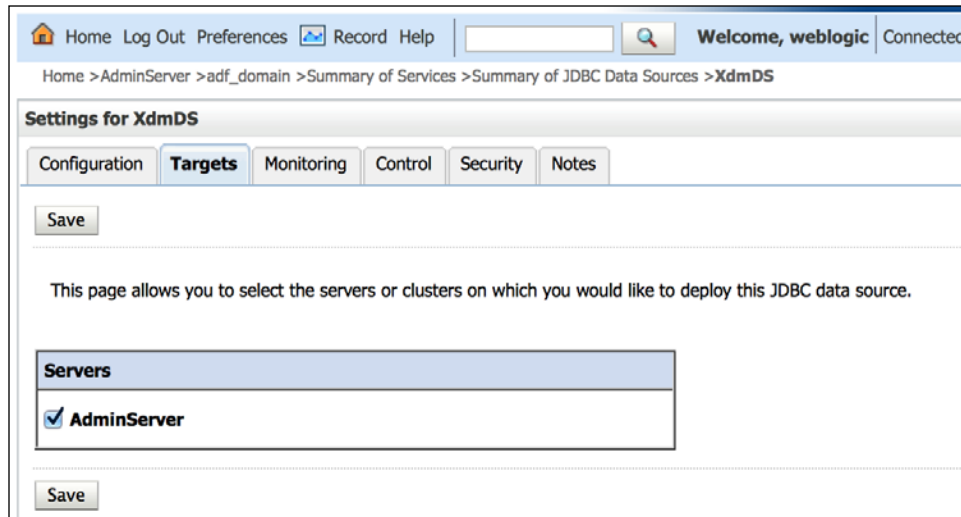 Home Log Out Preferences Record Help Welcome, weblogic Connected
Home >AdminServer >adf_domain >Summary of Services >Summary of JDBC Data Sources >XdmDS
Settings for XdmDS
Configuration Targets Monitoring Control Security Notes
Save
This page allows you to select the servers or clusters on which you would like to deploy this JDBC data source.
Servers
AdminServer
Save